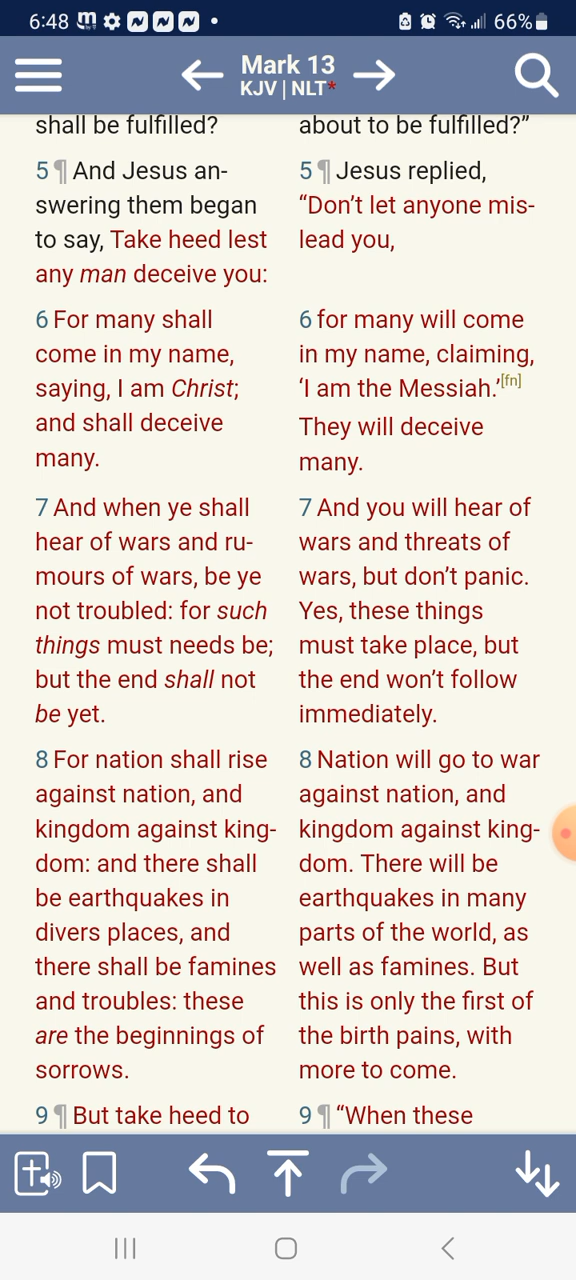 6:48
66%
Mark 13
KJV | NLT*
shall be fulfilled?
5 ¶ And Jesus an-
swering them began
to say, Take heed lest
any man deceive you:
6 For many shall
come in my name,
saying, I am Christ;
and shall deceive
many.
7 And when ye shall
hear of wars and ru-
mours of wars, be ye
not troubled: for such
things must needs be;
but the end shall not
be yet.
8 For nation shall rise
against nation, and
kingdom against king-
dom: and there shall
be earthquakes in
divers places, and
there shall be famines
and troubles: these
are the beginnings of
sorrows.
9 ¶ But take heed to
about to be fulfilled?”
5 ¶ Jesus replied,
“Don’t let anyone mis-
lead you,
6 for many will come
in my name, claiming,
‘I am the Messiah.’[fn]
They will deceive
many.
7 And you will hear of
wars and threats of
wars, but don’t panic.
Yes, these things
must take place, but
the end won’t follow
immediately.
8 Nation will go to war
against nation, and
kingdom against king-
dom. There will be
earthquakes in many
parts of the world, as
well as famines. But
this is only the first of
the birth pains, with
more to come.
9 ¶ “When these